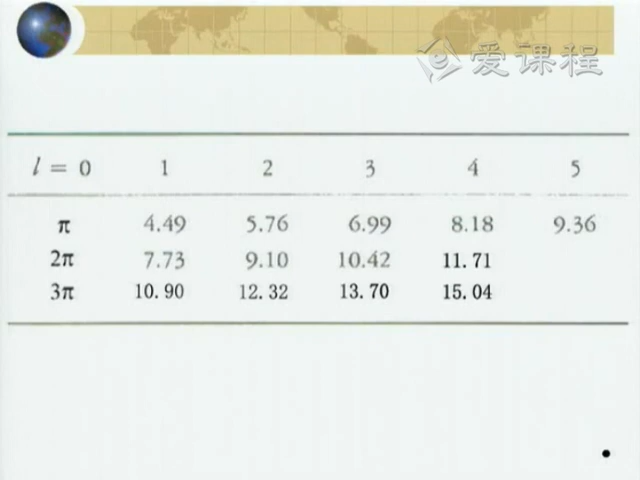 爱课程
l = 0 1 2 3 4 5
π 4.49 5.76 6.99 8.18 9.36
2π 7.73 9.10 10.42 11.71
3π 10.90 12.32 13.70 15.04